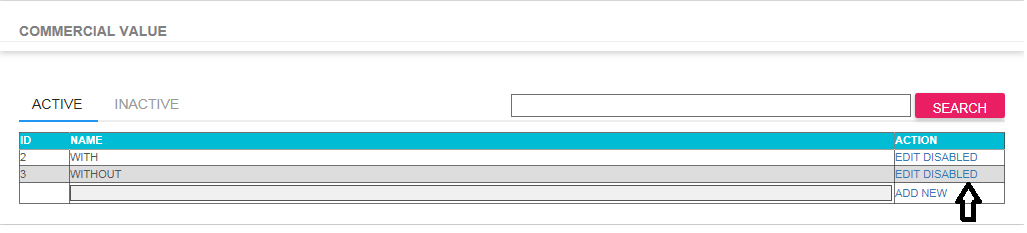 COMMERCIAL VALUE
ACTIVE INACTIVE SEARCH
ID NAME ACTION
2 WITH EDIT DISABLED
3 WITHOUT EDIT DISABLED
ADD NEW